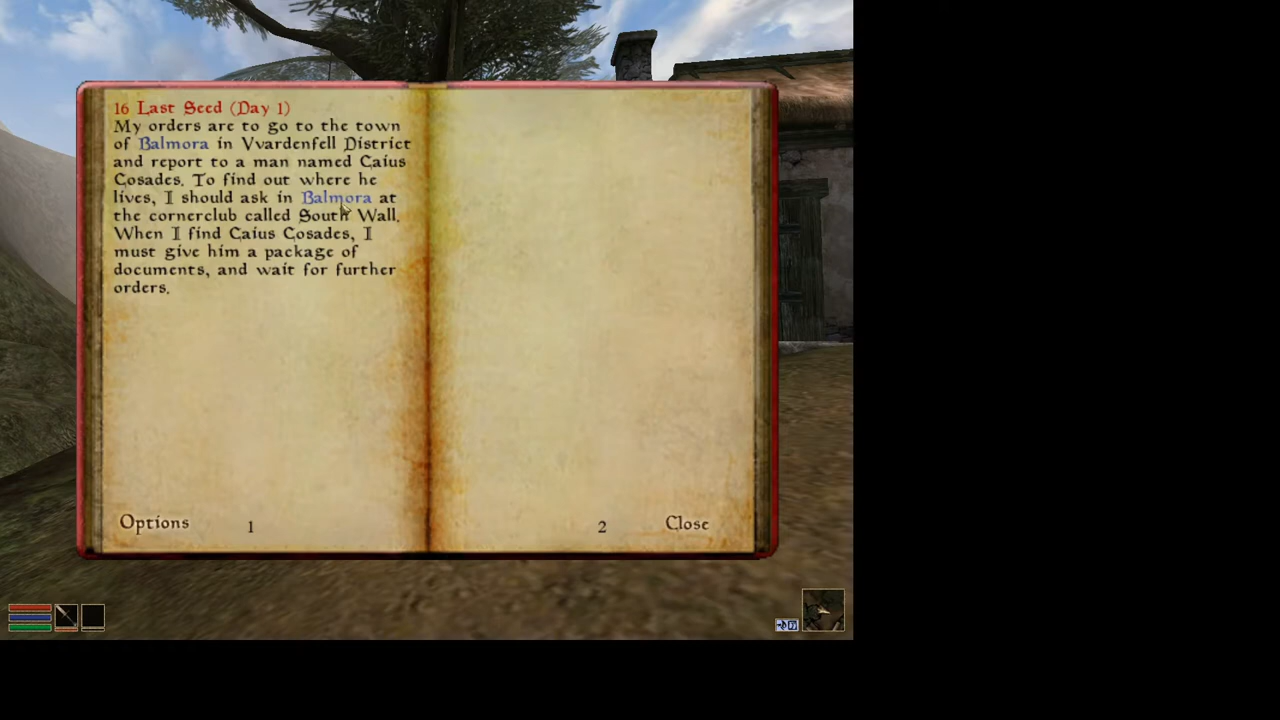 16 Last Seed (Day 1)
My orders are to go to the town
of Balmora in Vvardenfell District
and report to a man named Caius
Cosades. To find out where he
lives, I should ask in Balmora at
the cornerclub called South Wall.
When I find Caius Cosades, I
must give him a package of
documents, and wait for further
orders.
Options
1
2
Close